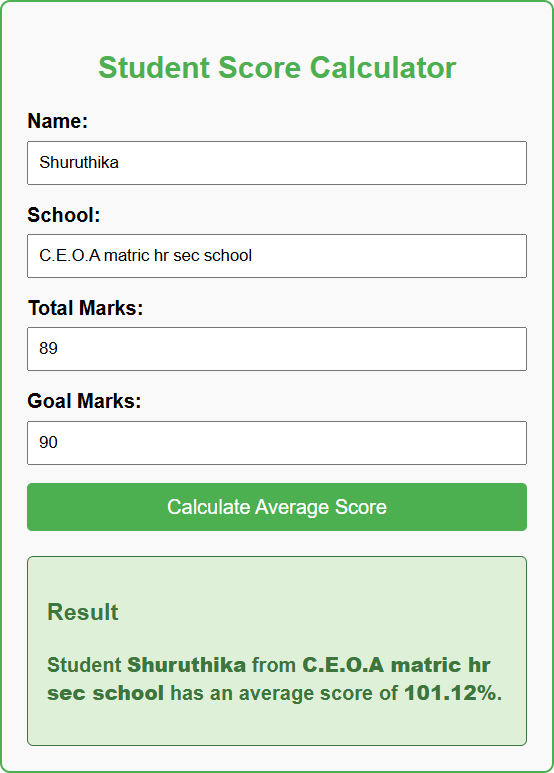 Student Score Calculator
Name:
Shuruthika
School:
C.E.O.A matric hr sec school
Total Marks:
89
Goal Marks:
90
Calculate Average Score
Result
Student Shuruthika from C.E.O.A matric hr
sec school has an average score of 101.12%.